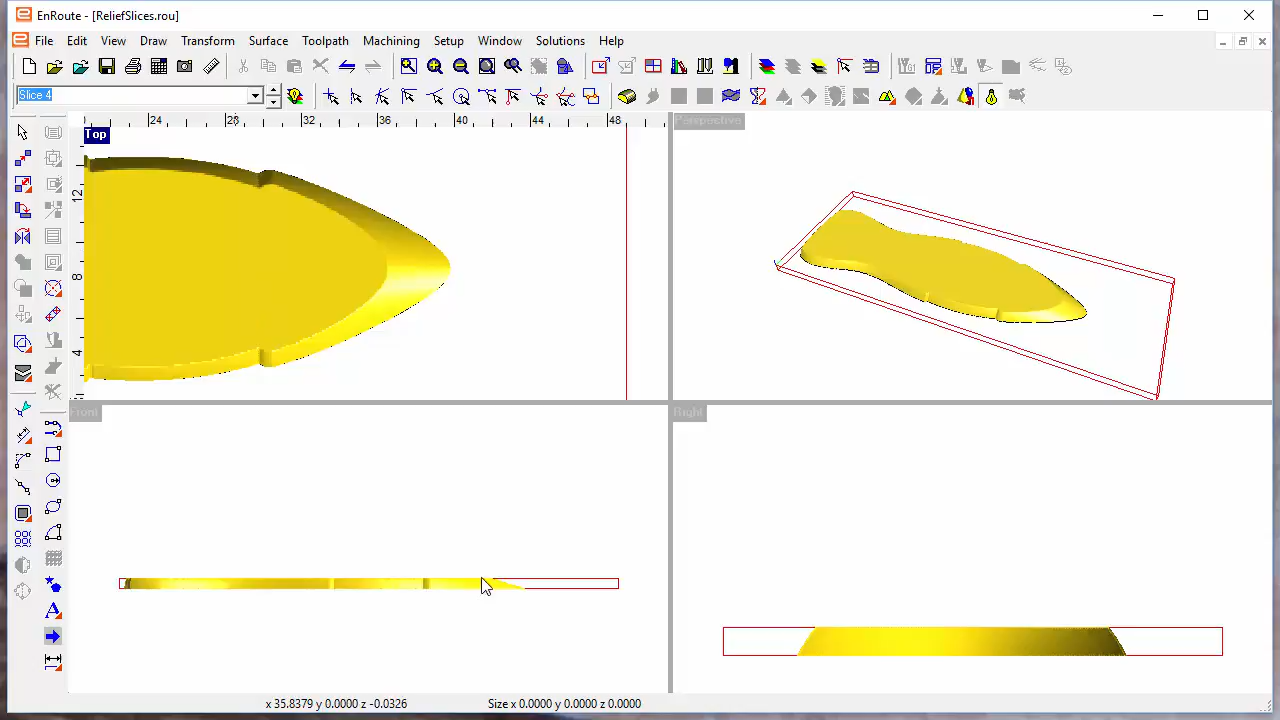 EnRoute - [ReliefSlices.rou]
File Edit View Draw Transform Surface Toolpath Machining Setup Window Solutions Help
Slice 4
24 28 32 36 40 44 48
Top
Perspective
12
8
4
Front
Right
x 35.8379 y 0.0000 z -0.0326
Size x 0.0000 y 0.0000 z 0.0000